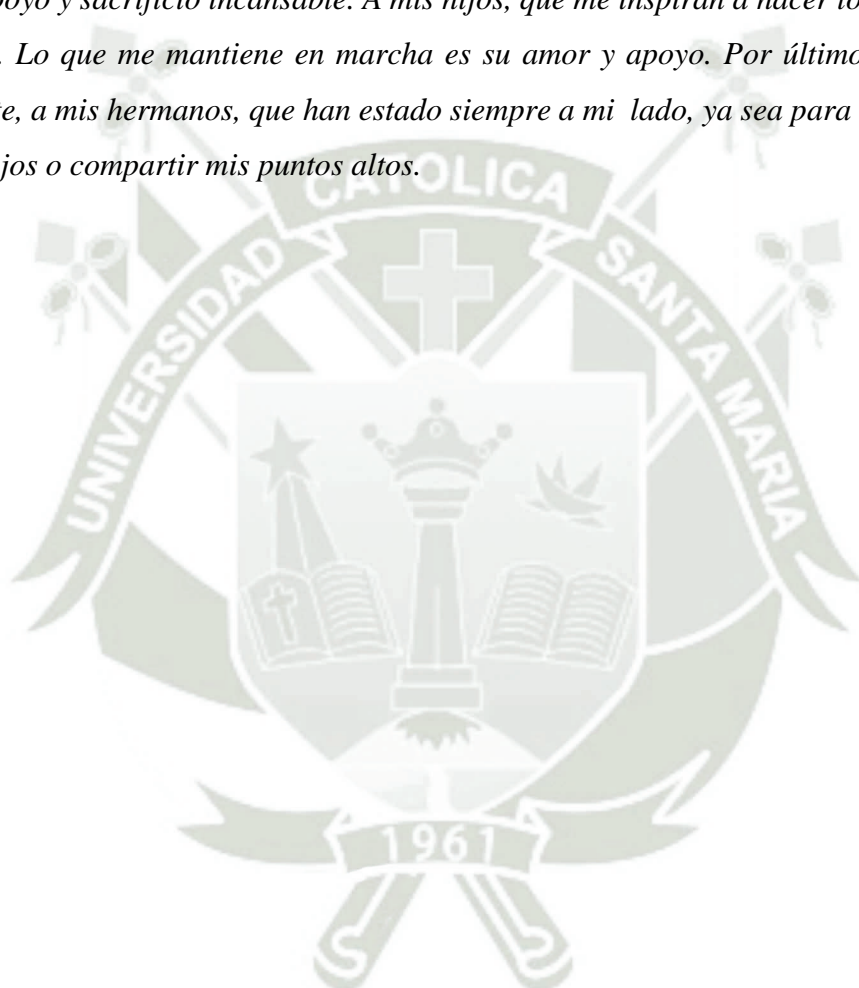 poyo y sacrificio incansable. A mis hijos, que me inspiran a hacer lo
. Lo que me mantiene en marcha es su amor y apoyo. Por último
te, a mis hermanos, que han estado siempre a mi lado, ya sea para
jos o compartir mis puntos altos.
UNIVERSIDAD CATOLICA SANTA MARIA
1961